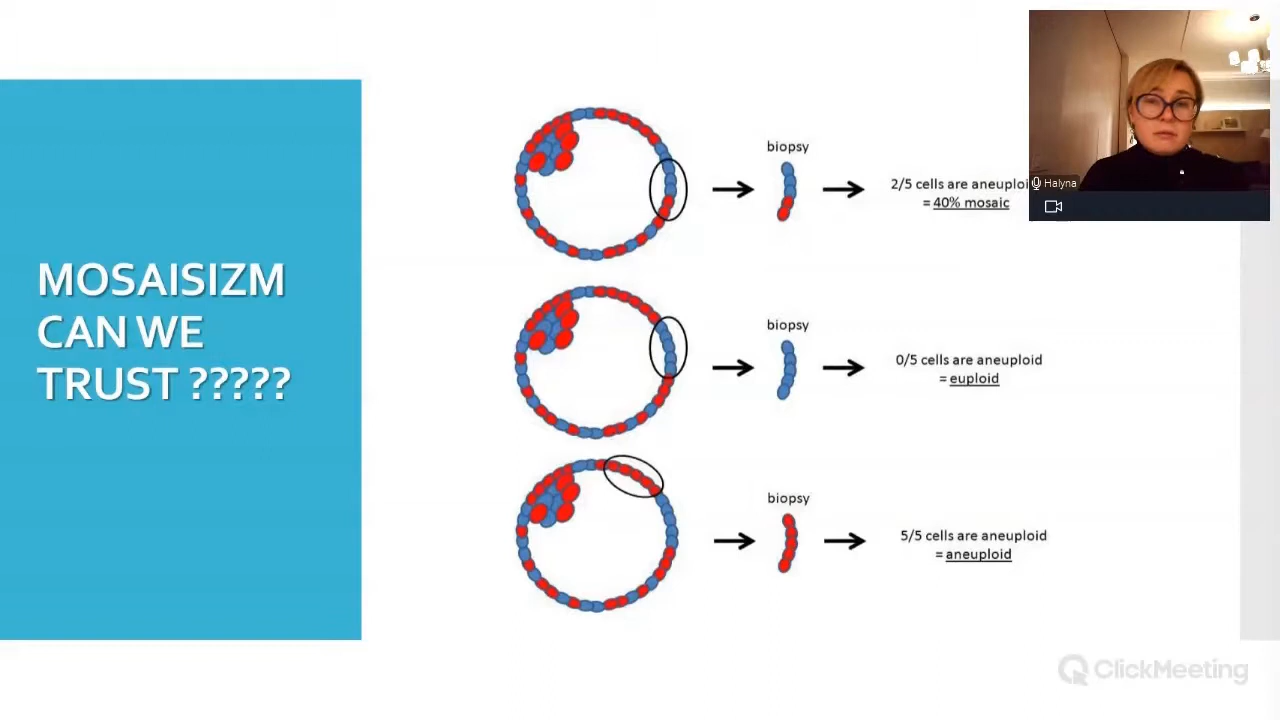 MOSAISIZM
CAN WE
TRUST ?????
biopsy
2/5 cells are
= 40% mosaic
biopsy
0/5 cells are aneuploid
= euploid
biopsy
5/5 cells are aneuploid
= aneuploid
Halyna
ClickMeeting